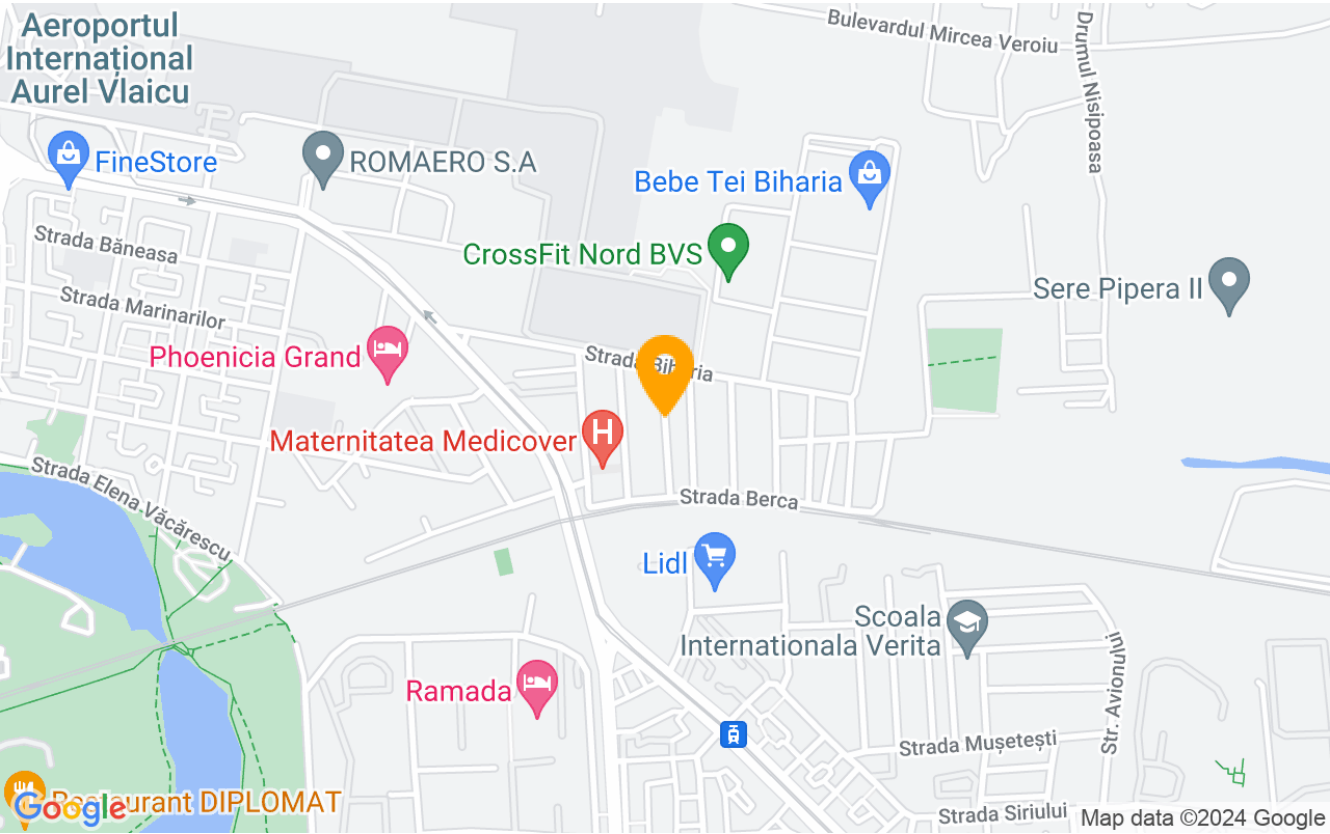 Aeroportul
Internațional
Aurel Vlaicu
Bulevardul Mircea Veroiu
Drumul Nisipoasa
FineStore
ROMAERO S.A
Bebe Tei Biharia
Strada Băneasa
CrossFit Nord BVS
Sere Pipera II
Strada Marinarilor
Phoenicia Grand
Strada Biharia
H
Maternitatea Medicover
Strada Elena Văcărescu
Strada Berca
Lidl
Scoala
Internationala Verita
Ramada
Str. Avionului
Strada Mușetești
Restaurant DIPLOMAT
Google
Strada Siriului
Map data ©2024 Google